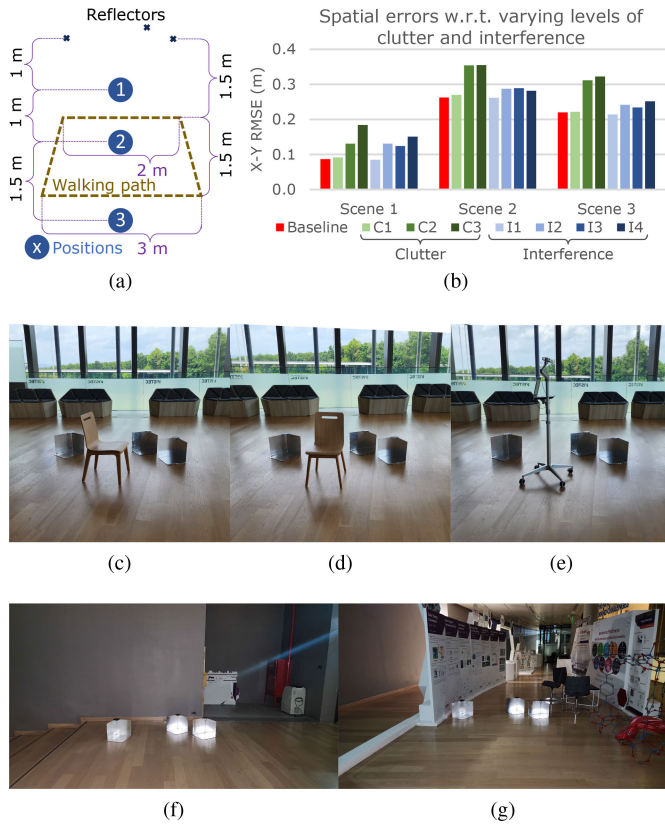 Reflectors
1 m
1 m
1.5 m
1.5 m
1.5 m
1
2
3
2 m
Walking path
3 m
X Positions
(a)
Spatial errors w.r.t. varying levels of
clutter and interference
X-Y RMSE (m)
0.4
0.3
0.2
0.1
0.0
Scene 1 Scene 2 Scene 3
Baseline C1 C2 C3 I1 I2 I3 I4
Clutter Interference
(b)
(c) (d) (e)
(f) (g)